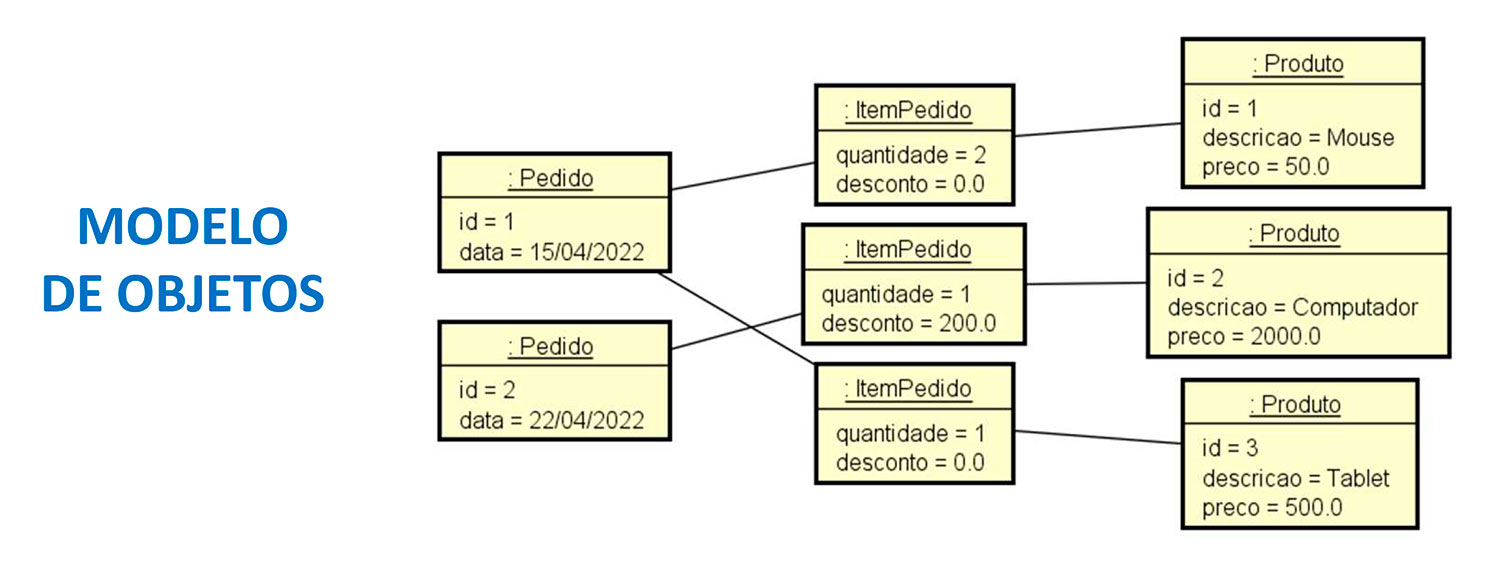 MODELO
DE OBJETOS
: Pedido
id = 1
data = 15/04/2022
: Pedido
id = 2
data = 22/04/2022
: ItemPedido
quantidade = 2
desconto = 0.0
: ItemPedido
quantidade = 1
desconto = 200.0
: ItemPedido
quantidade = 1
desconto = 0.0
: Produto
id = 1
descricao = Mouse
preco = 50.0
: Produto
id = 2
descricao = Computador
preco = 2000.0
: Produto
id = 3
descricao = Tablet
preco = 500.0